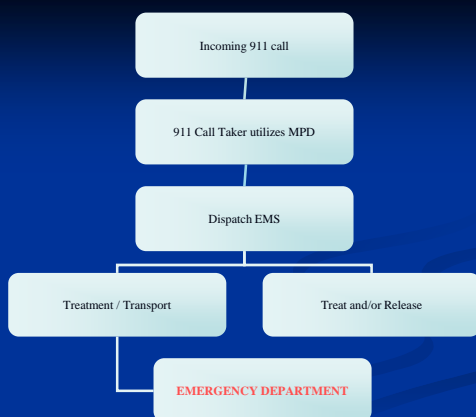 Incoming 911 call
911 Call Taker utilizes MPD
Dispatch EMS
Treatment / Transport
Treat and/or Release
EMERGENCY DEPARTMENT